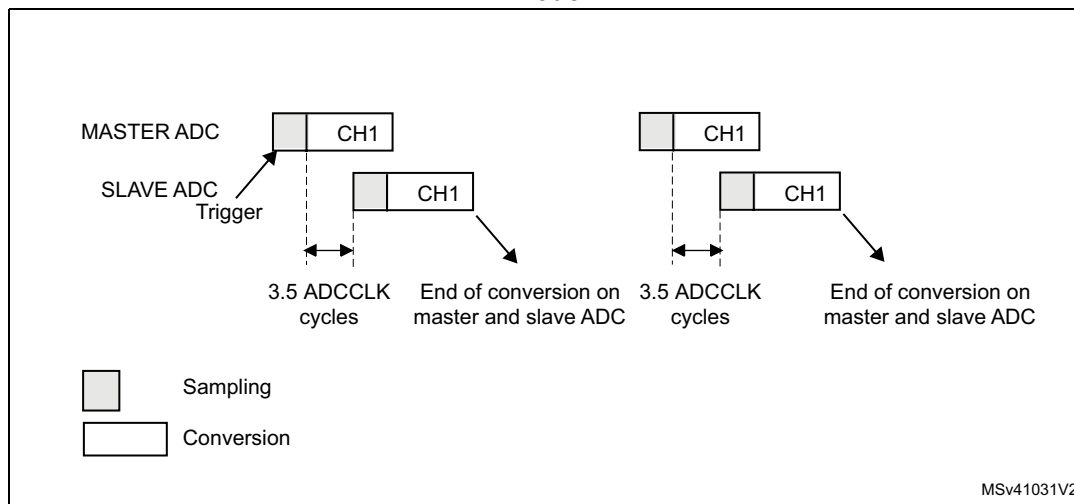 MASTER ADC
CH1
CH1
SLAVE ADC
CH1
CH1
Trigger
3.5 ADCCLK
cycles
End of conversion on
master and slave ADC
3.5 ADCCLK
cycles
End of conversion on
master and slave ADC
Sampling
Conversion
MSv41031V2